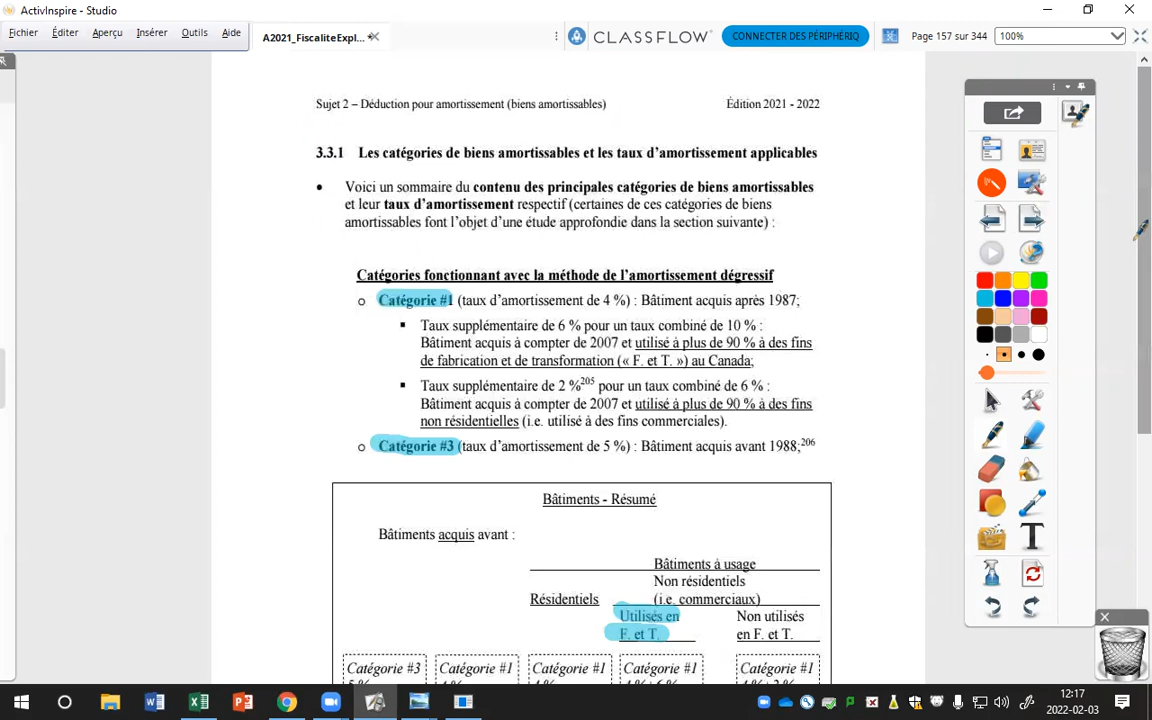 ActivInspire - Studio
Fichier Éditer Aperçu Insérer Outils Aide
A2021_FiscaliteExpl...
CLASSFLOW
CONNECTER DES PÉRIPHÉRIQ
Page 157 sur 344
100%
Sujet 2 – Déduction pour amortissement (biens amortissables) Édition 2021 - 2022
3.3.1 Les catégories de biens amortissables et les taux d’amortissement applicables
• Voici un sommaire du contenu des principales catégories de biens amortissables
et leur taux d’amortissement respectif (certaines de ces catégories de biens
amortissables font l’objet d’une étude approfondie dans la section suivante) :
Catégories fonctionnant avec la méthode de l’amortissement dégressif
o Catégorie #1 (taux d’amortissement de 4 %) : Bâtiment acquis après 1987;
▪ Taux supplémentaire de 6 % pour un taux combiné de 10 % :
Bâtiment acquis à compter de 2007 et utilisé à plus de 90 % à des fins
de fabrication et de transformation (« F. et T. ») au Canada;
▪ Taux supplémentaire de 2 %205 pour un taux combiné de 6 % :
Bâtiment acquis à compter de 2007 et utilisé à plus de 90 % à des fins
non résidentielles (i.e. utilisé à des fins commerciales).
o Catégorie #3 (taux d’amortissement de 5 %) : Bâtiment acquis avant 1988;206
Bâtiments - Résumé
Bâtiments acquis avant :
Bâtiments à usage
Non résidentiels
Résidentiels (i.e. commerciaux)
Utilisés en Non utilisés
F. et T. en F. et T.
Catégorie #3 Catégorie #1 Catégorie #1 Catégorie #1 Catégorie #1
12:17
2022-02-03